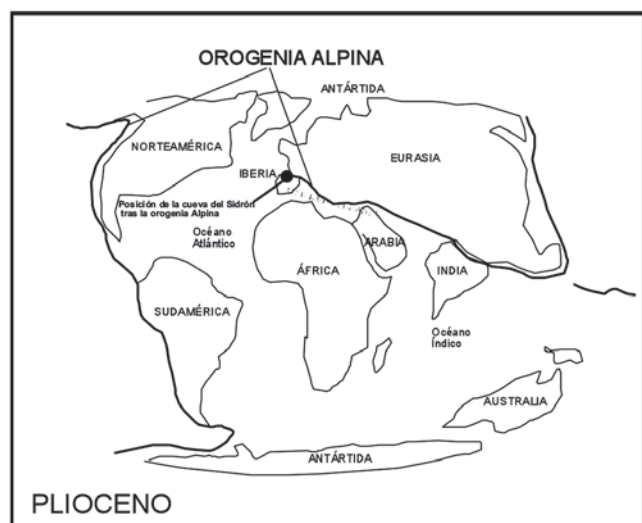 OROGENIA ALPINA
ANTÁRTIDA
NORTEAMÉRICA
EURASIA
IBERIA
Posición de la cueva del Sidrón
tras la orogenia Alpina
Océano
Atlántico
ARABIA
ÁFRICA
INDIA
SUDAMÉRICA
Océano
Índico
AUSTRALIA
ANTÁRTIDA
PLIOCENO